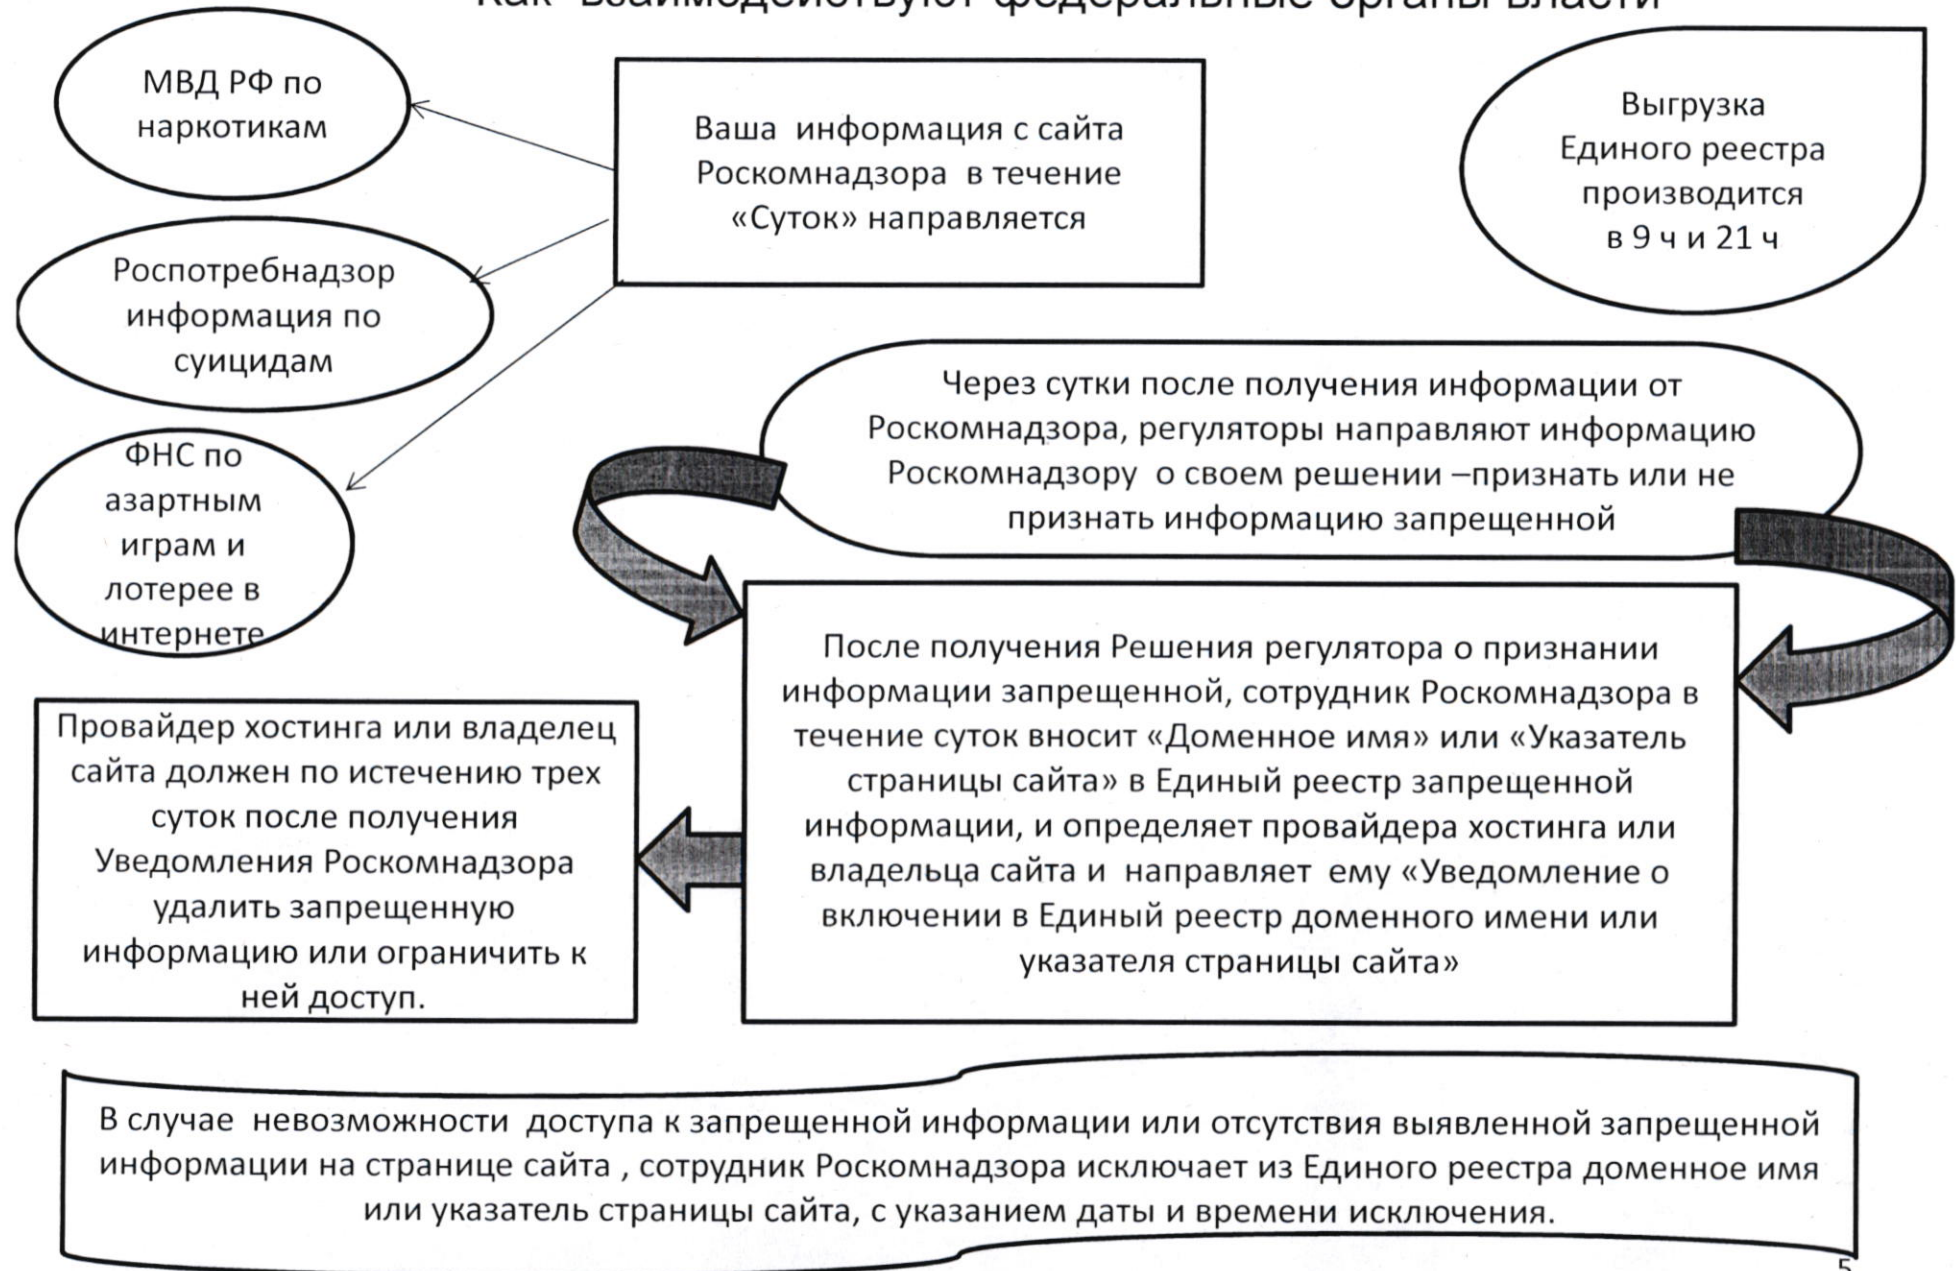 Как взаимодействуют федеральные органы власти
МВД РФ по
наркотикам
Ваша информация с сайта
Роскомнадзора в течение
«Суток» направляется
Выгрузка
Единого реестра
производится
в 9 ч и 21 ч
Роспотребнадзор
информация по
суицидам
ФНС по
азартным
играм и
лотерее в
интернете
Через сутки после получения информации от
Роскомнадзора, регуляторы направляют информацию
Роскомнадзору о своем решении –признать или не
признать информацию запрещенной
После получения Решения регулятора о признании
информации запрещенной, сотрудник Роскомнадзора в
течение суток вносит «Доменное имя» или «Указатель
страницы сайта» в Единый реестр запрещенной
информации, и определяет провайдера хостинга или
владельца сайта и направляет ему «Уведомление о
включении в Единый реестр доменного имени или
указателя страницы сайта»
Провайдер хостинга или владелец
сайта должен по истечению трех
суток после получения
Уведомления Роскомнадзора
удалить запрещенную
информацию или ограничить к
ней доступ.
В случае невозможности доступа к запрещенной информации или отсутствия выявленной запрещенной
информации на странице сайта , сотрудник Роскомнадзора исключает из Единого реестра доменное имя
или указатель страницы сайта, с указанием даты и времени исключения.
5